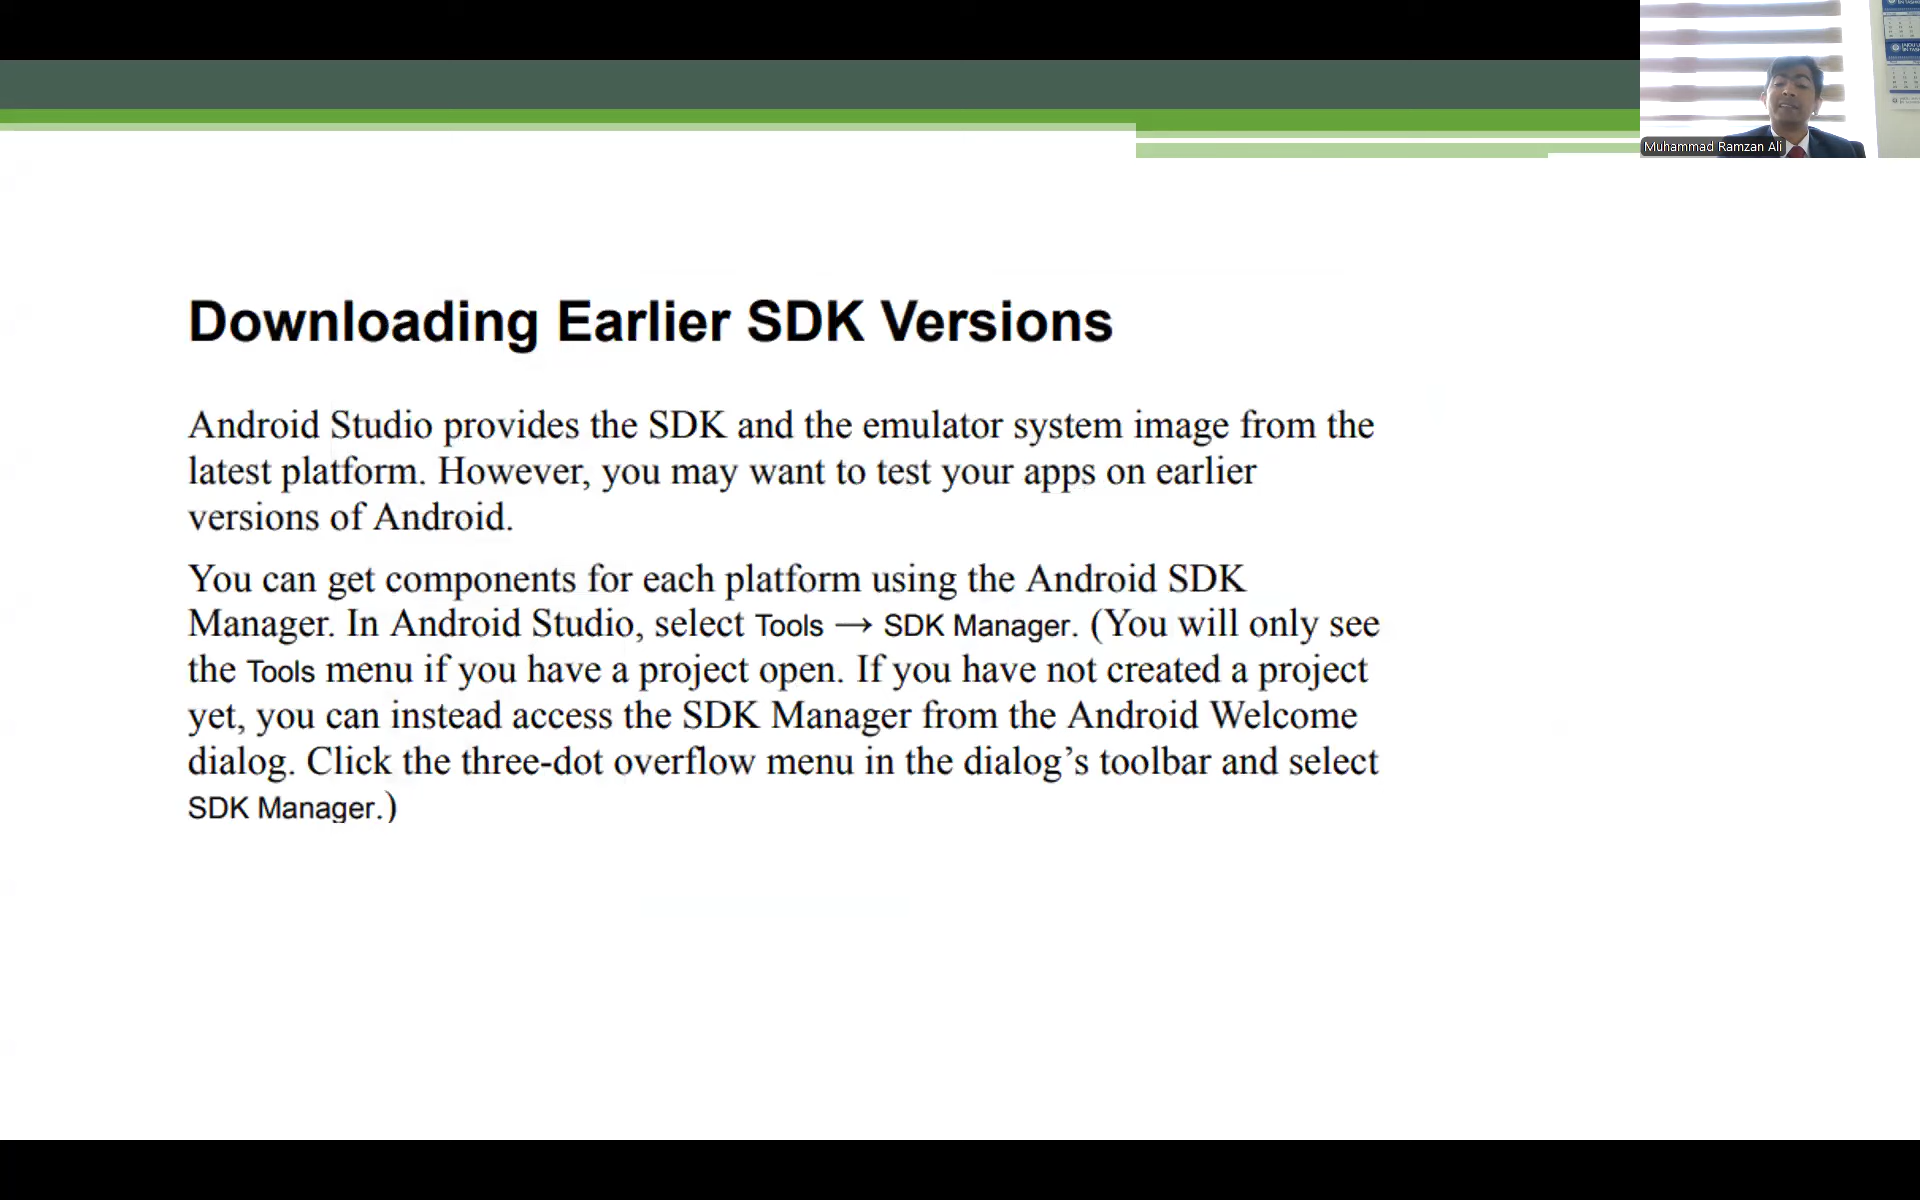 Muhammad Ramzan Ali
Downloading Earlier SDK Versions
Android Studio provides the SDK and the emulator system image from the
latest platform. However, you may want to test your apps on earlier
versions of Android.
You can get components for each platform using the Android SDK
Manager. In Android Studio, select Tools → SDK Manager. (You will only see
the Tools menu if you have a project open. If you have not created a project
yet, you can instead access the SDK Manager from the Android Welcome
dialog. Click the three-dot overflow menu in the dialog’s toolbar and select
SDK Manager.)